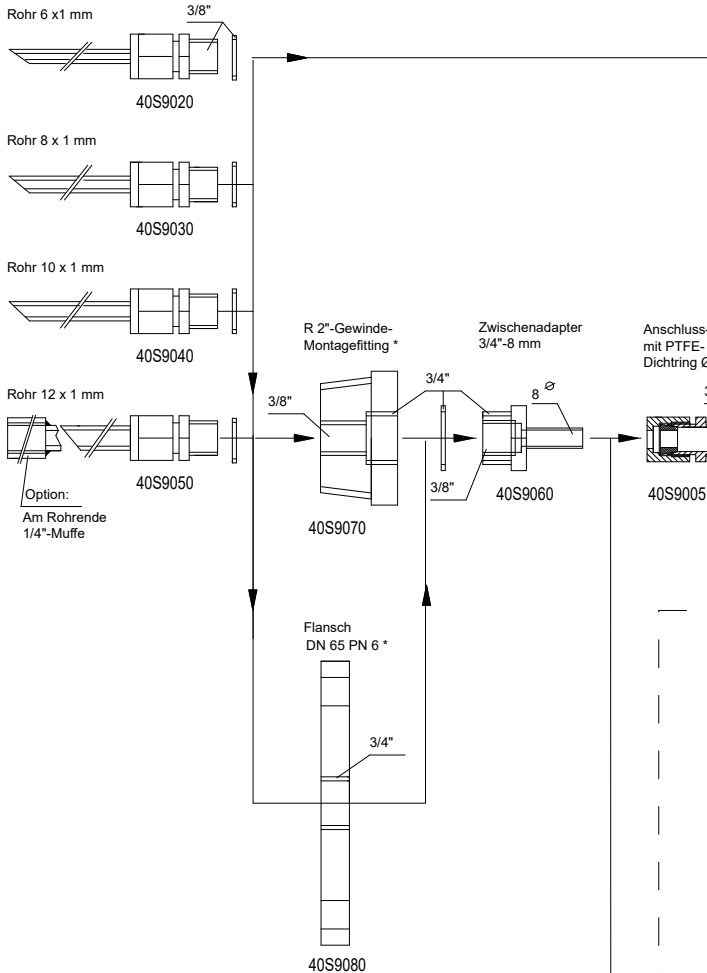 Rohr 6 x1 mm
3/8"
40S9020
Rohr 8 x 1 mm
40S9030
Rohr 10 x 1 mm
40S9040
Rohr 12 x 1 mm
40S9050
Option:
Am Rohrende
1/4"-Muffe
R 2"-Gewinde-
Montagefitting *
3/8"
3/4"
40S9070
Zwischenadapter
3/4"-8 mm
8 Ø
3/8"
40S9060
Anschluss-
mit PTFE-
Dichtring Ø
3
40S9005
Flansch
DN 65 PN 6 *
3/4"
40S9080